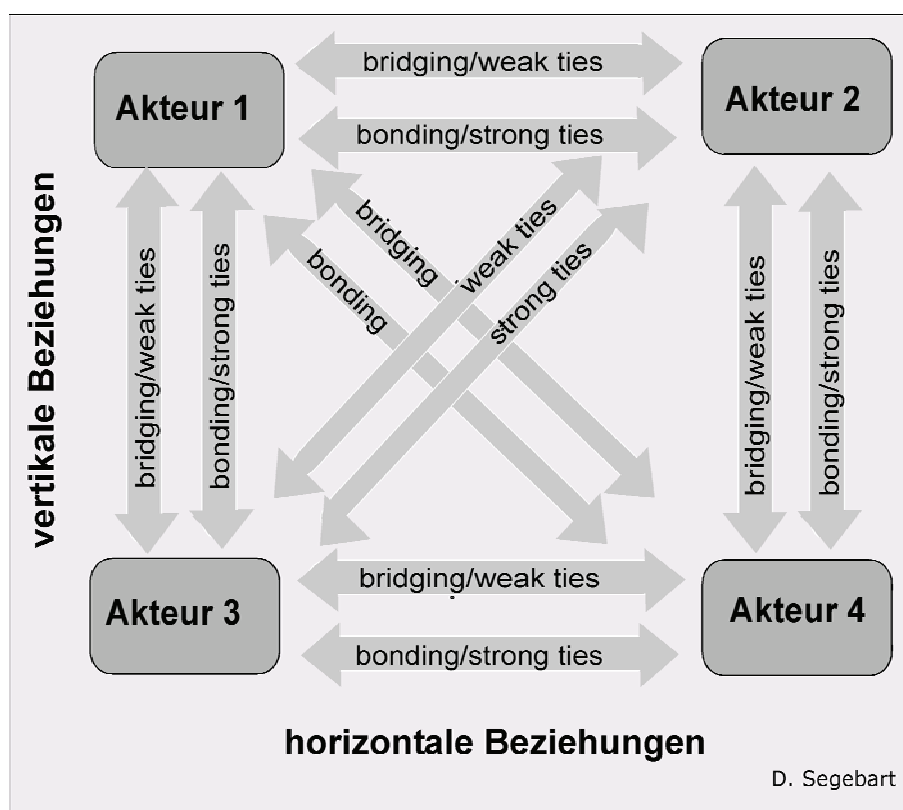 bridging/weak ties
Akteur 1
Akteur 2
bonding/strong ties
vertikale Beziehungen
bridging/weak ties
bonding/strong ties
bridging
weak ties
bonding
strong ties
bridging/weak ties
bonding/strong ties
Akteur 3
bridging/weak ties
Akteur 4
bonding/strong ties
horizontale Beziehungen
D. Segebart